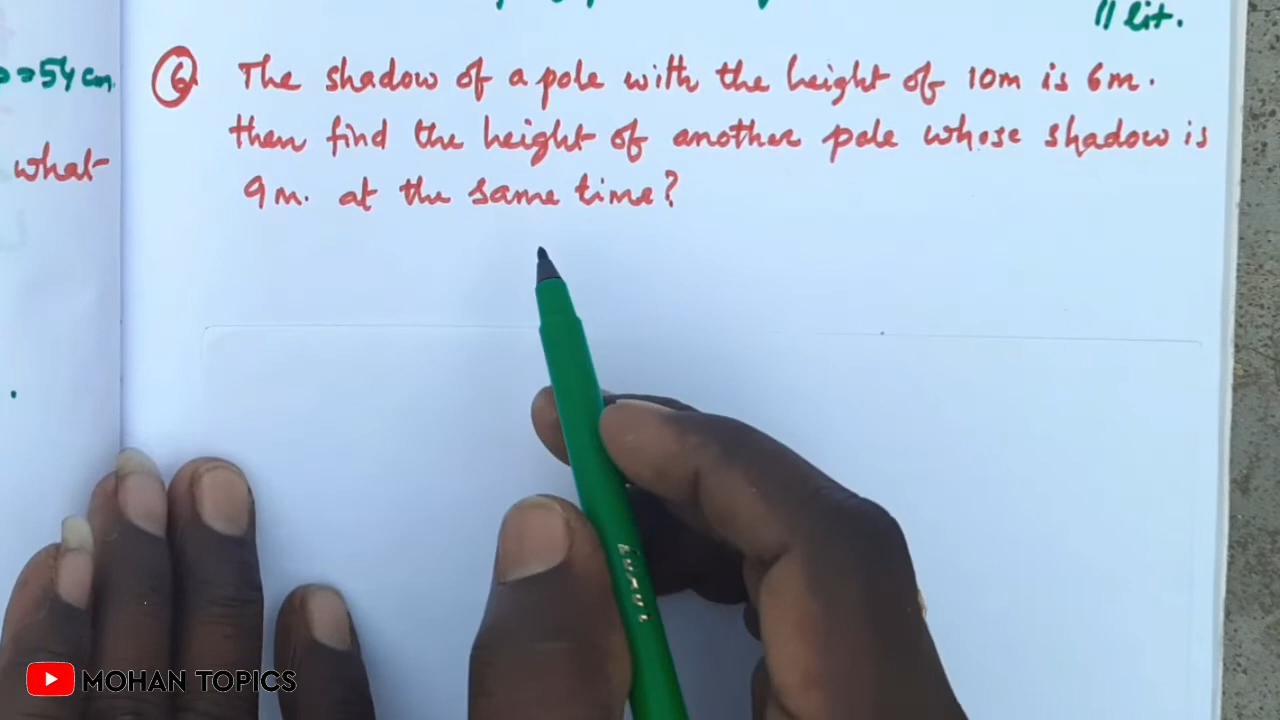 11 lit.
= 54 cm.
what
6 The shadow of a pole with the height of 10m is 6m.
then find the height of another pole whose shadow is
9m. at the same time?
MOHAN TOPICS